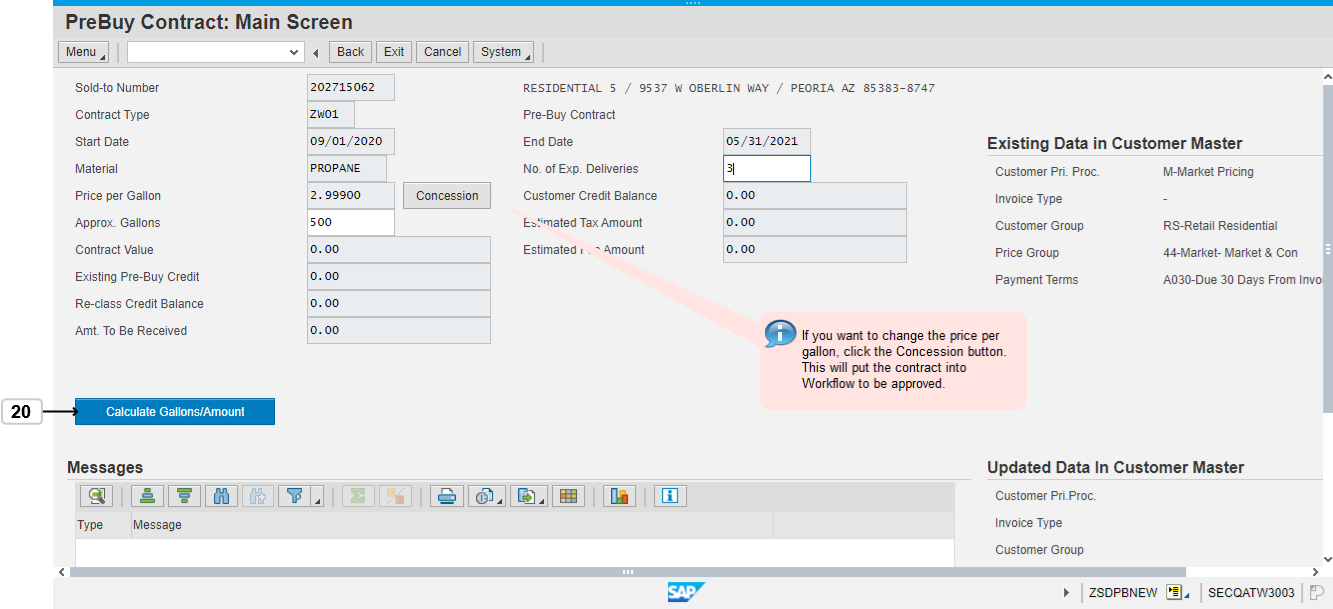 PreBuy Contract: Main Screen
Menu Back Exit Cancel System
Sold-to Number 202715062 RESIDENTIAL 5 / 9537 W OBERLIN WAY / PEORIA AZ 85383-8747
Contract Type ZWO1 Pre-Buy Contract
Start Date 09/01/2020 End Date 05/31/2021
Existing Data in Customer Master
Material PROPANE No. of Exp. Deliveries 3
Customer Pri. Proc. M-Market Pricing
Price per Gallon 2.99900 Concession Customer Credit Balance 0.00
Invoice Type -
Approx. Gallons 500 Estimated Tax Amount 0.00
Customer Group RS-Retail Residential
Contract Value 0.00 Estimated Amount 0.00
Price Group 44-Market- Market & Con
Existing Pre-Buy Credit 0.00
Payment Terms A030-Due 30 Days From Invo
Re-class Credit Balance 0.00
Amt. To Be Received 0.00
If you want to change the price per
gallon, click the Concession button.
This will put the contract into
Workflow to be approved.
20 Calculate Gallons/Amount
Messages
Updated Data In Customer Master
Type Message
Customer Pri.Proc.
Invoice Type
Customer Group
SAP ZSDPBNEW SECQATW3003